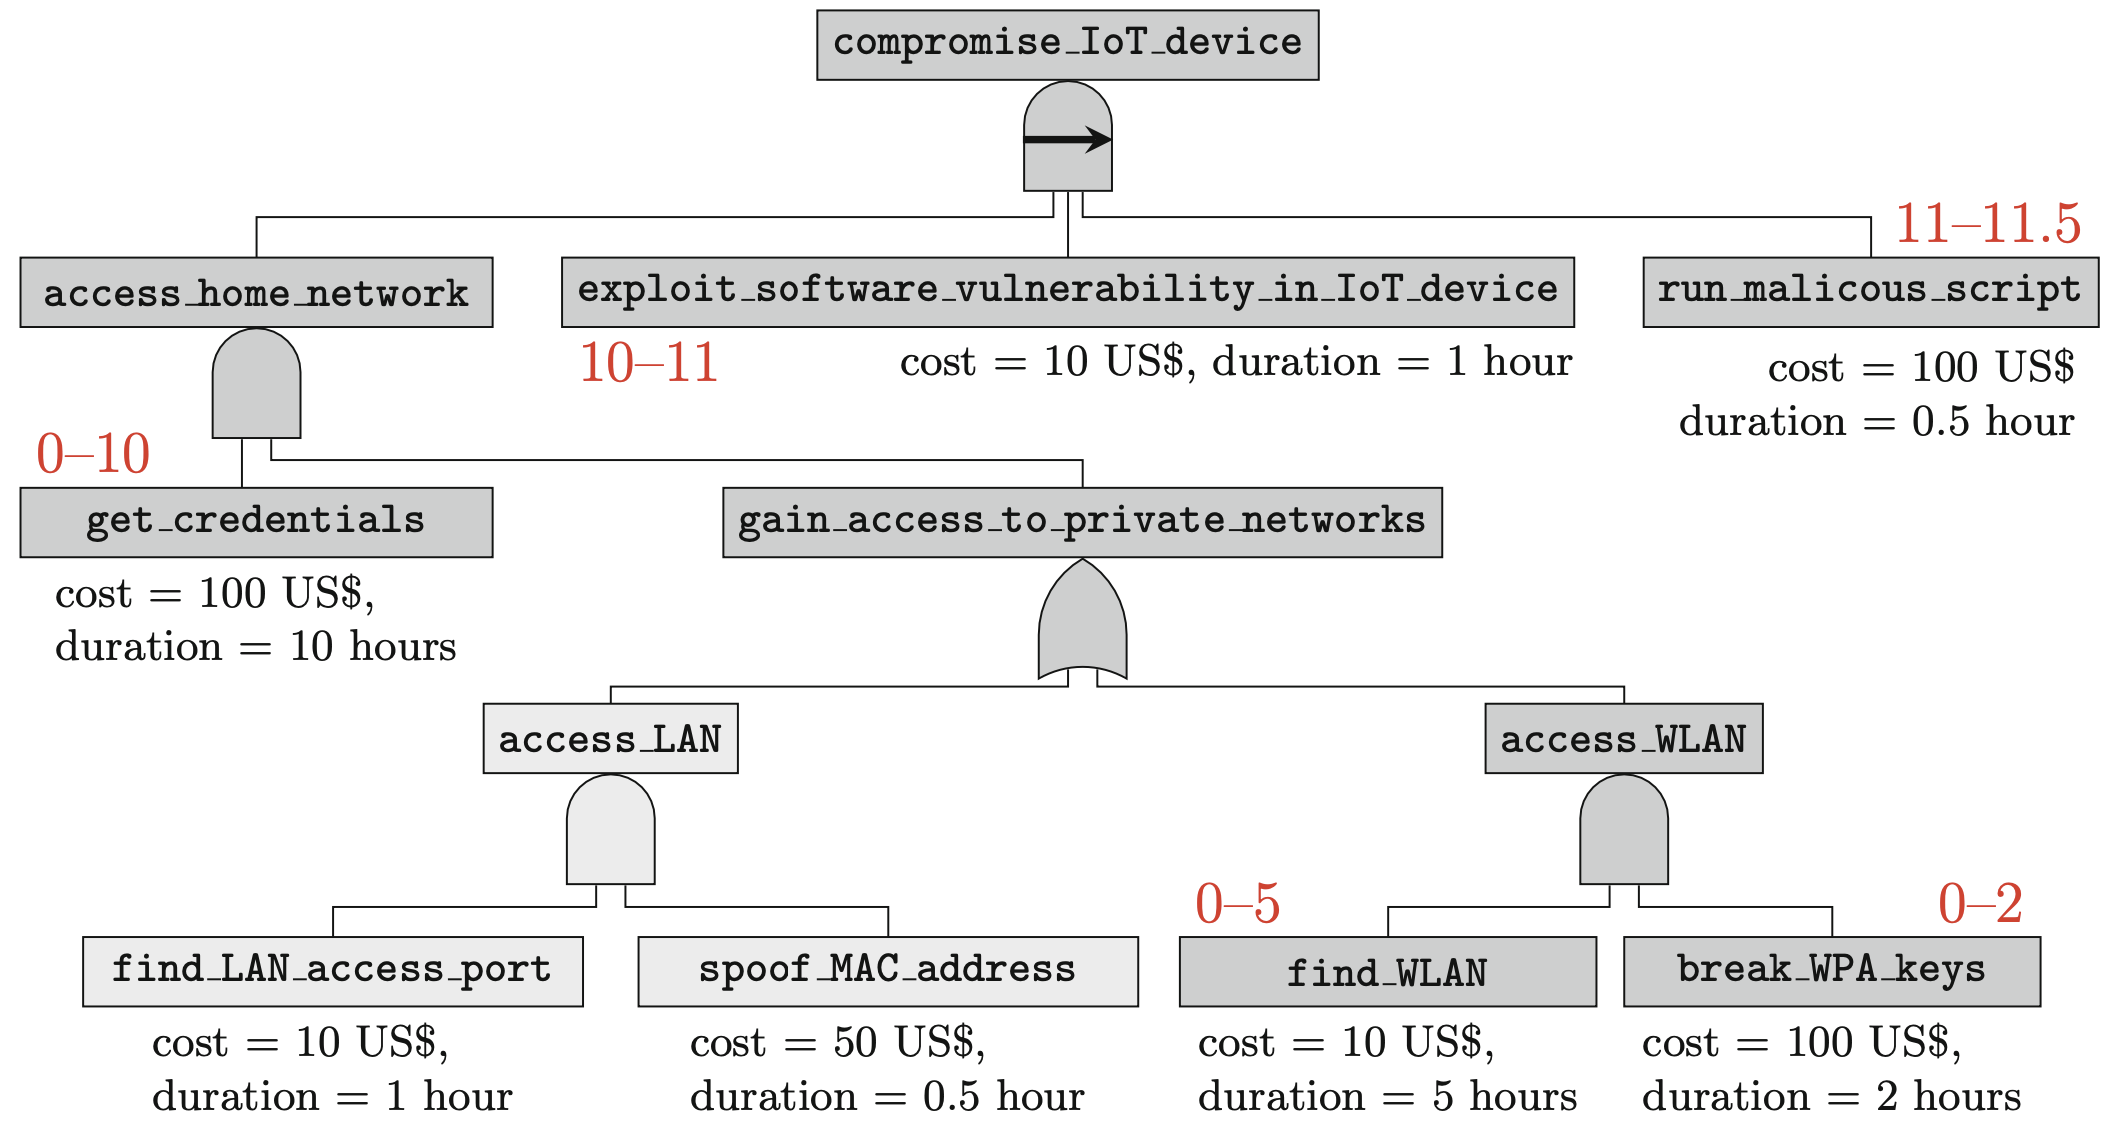 compromise_IoT_device
11–11.5
access_home_network
exploit_software_vulnerability_in_IoT_device
run_malicous_script
10–11
cost = 10 US$, duration = 1 hour
cost = 100 US$
duration = 0.5 hour
0–10
get_credentials
gain_access_to_private_networks
cost = 100 US$,
duration = 10 hours
access_LAN
access_WLAN
0–5
0–2
find_LAN_access_port
spoof_MAC_address
find_WLAN
break_WPA_keys
cost = 10 US$,
duration = 1 hour
cost = 50 US$,
duration = 0.5 hour
cost = 10 US$,
duration = 5 hours
cost = 100 US$,
duration = 2 hours